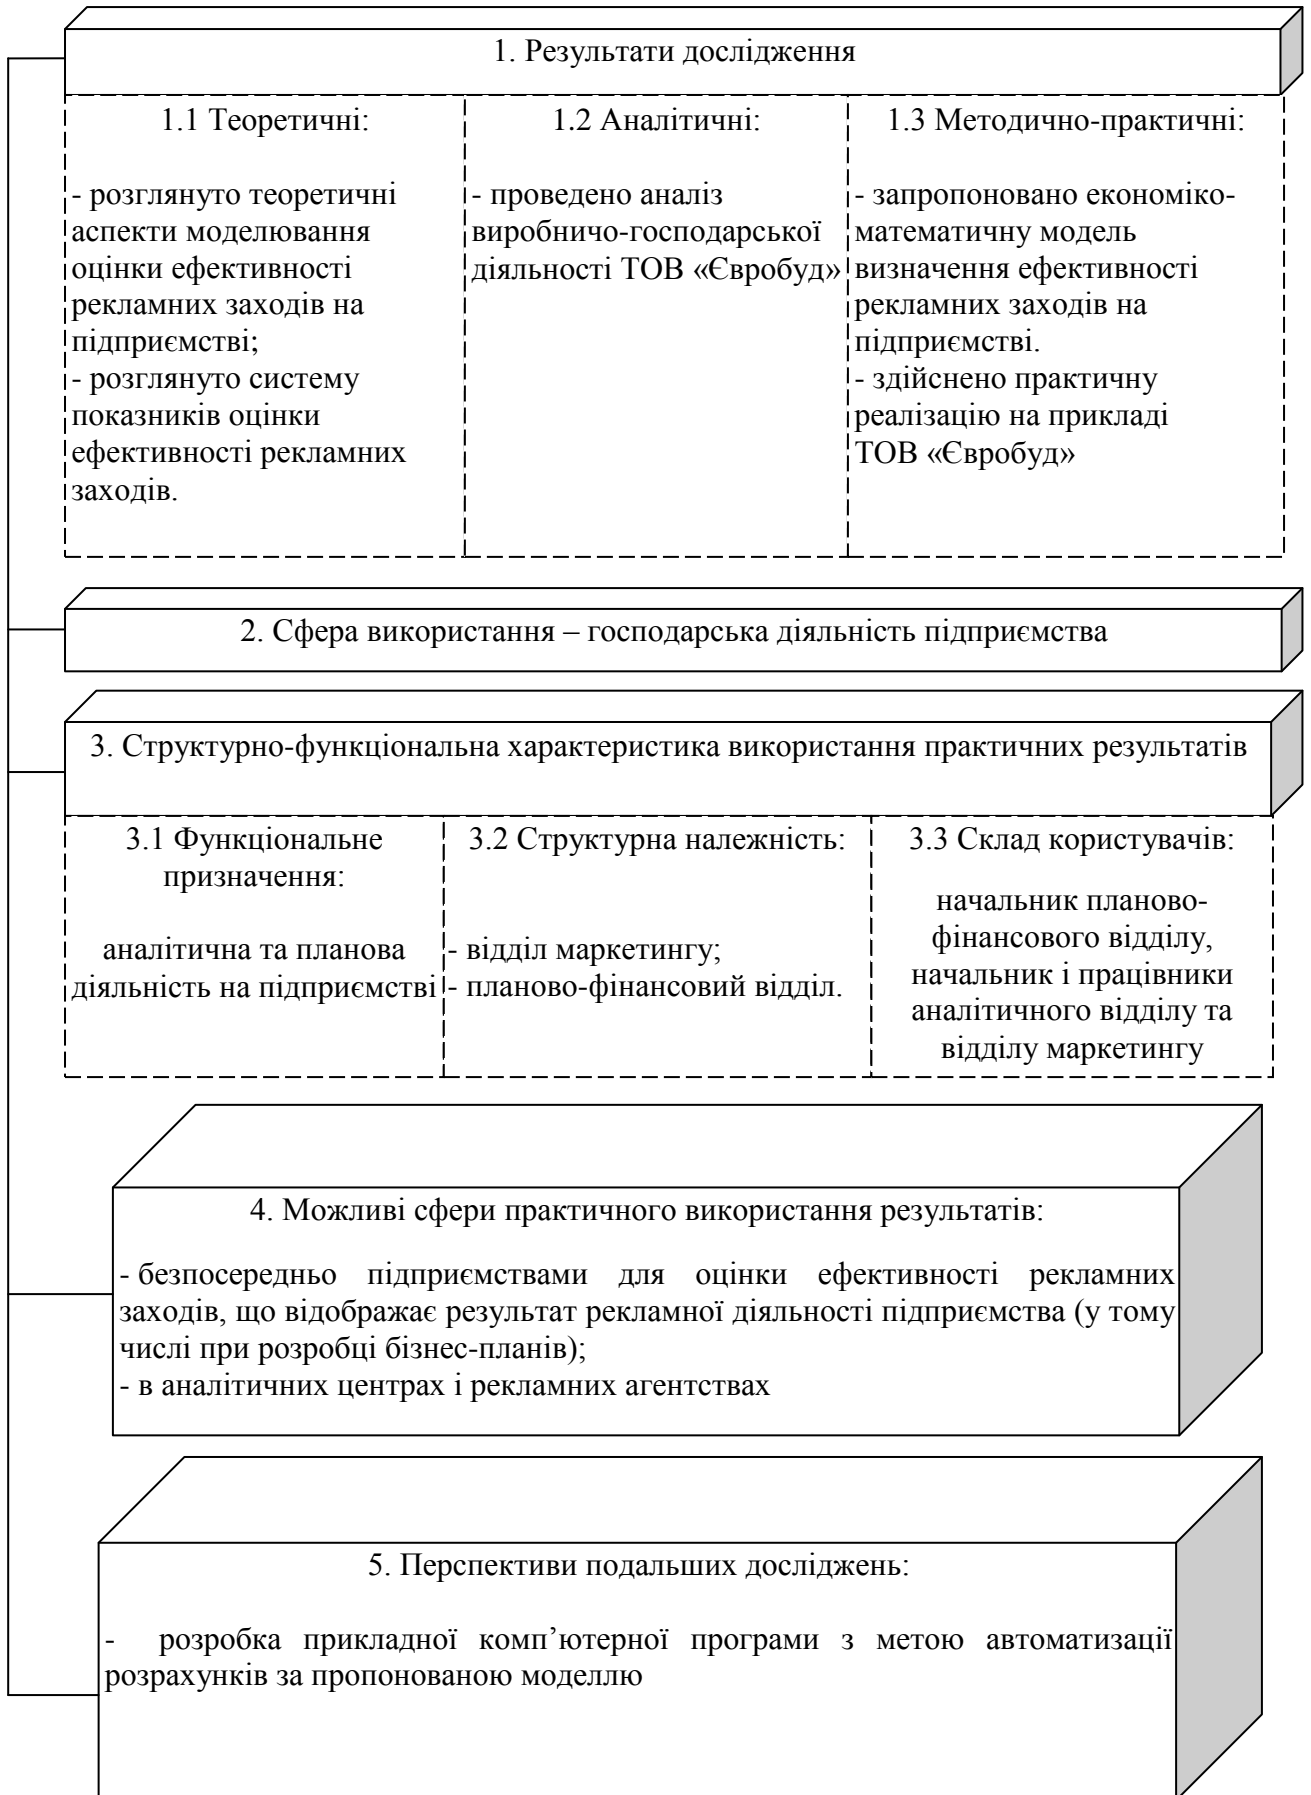 1. Результати дослідження
1.1 Теоретичні:
- розглянуто теоретичні
аспекти моделювання
оцінки ефективності
рекламних заходів на
підприємстві;
- розглянуто систему
показників оцінки
ефективності рекламних
заходів.
1.2 Аналітичні:
- проведено аналіз
виробничо-господарської
діяльності ТОВ «Євробуд»
1.3 Методично-практичні:
- запропоновано економіко-
математичну модель
визначення ефективності
рекламних заходів на
підприємстві.
- здійснено практичну
реалізацію на прикладі
ТОВ «Євробуд»
2. Сфера використання – господарська діяльність підприємства
3. Структурно-функціональна характеристика використання практичних результатів
3.1 Функціональне
призначення:
аналітична та планова
діяльність на підприємстві
3.2 Структурна належність:
- відділ маркетингу;
- планово-фінансовий відділ.
3.3 Склад користувачів:
начальник планово-
фінансового відділу,
начальник і працівники
аналітичного відділу та
відділу маркетингу
4. Можливі сфери практичного використання результатів:
- безпосередньо підприємствами для оцінки ефективності рекламних
заходів, що відображає результат рекламної діяльності підприємства (у тому
числі при розробці бізнес-планів);
- в аналітичних центрах і рекламних агентствах
5. Перспективи подальших досліджень:
- розробка прикладної комп’ютерної програми з метою автоматизації
розрахунків за пропонованою моделлю